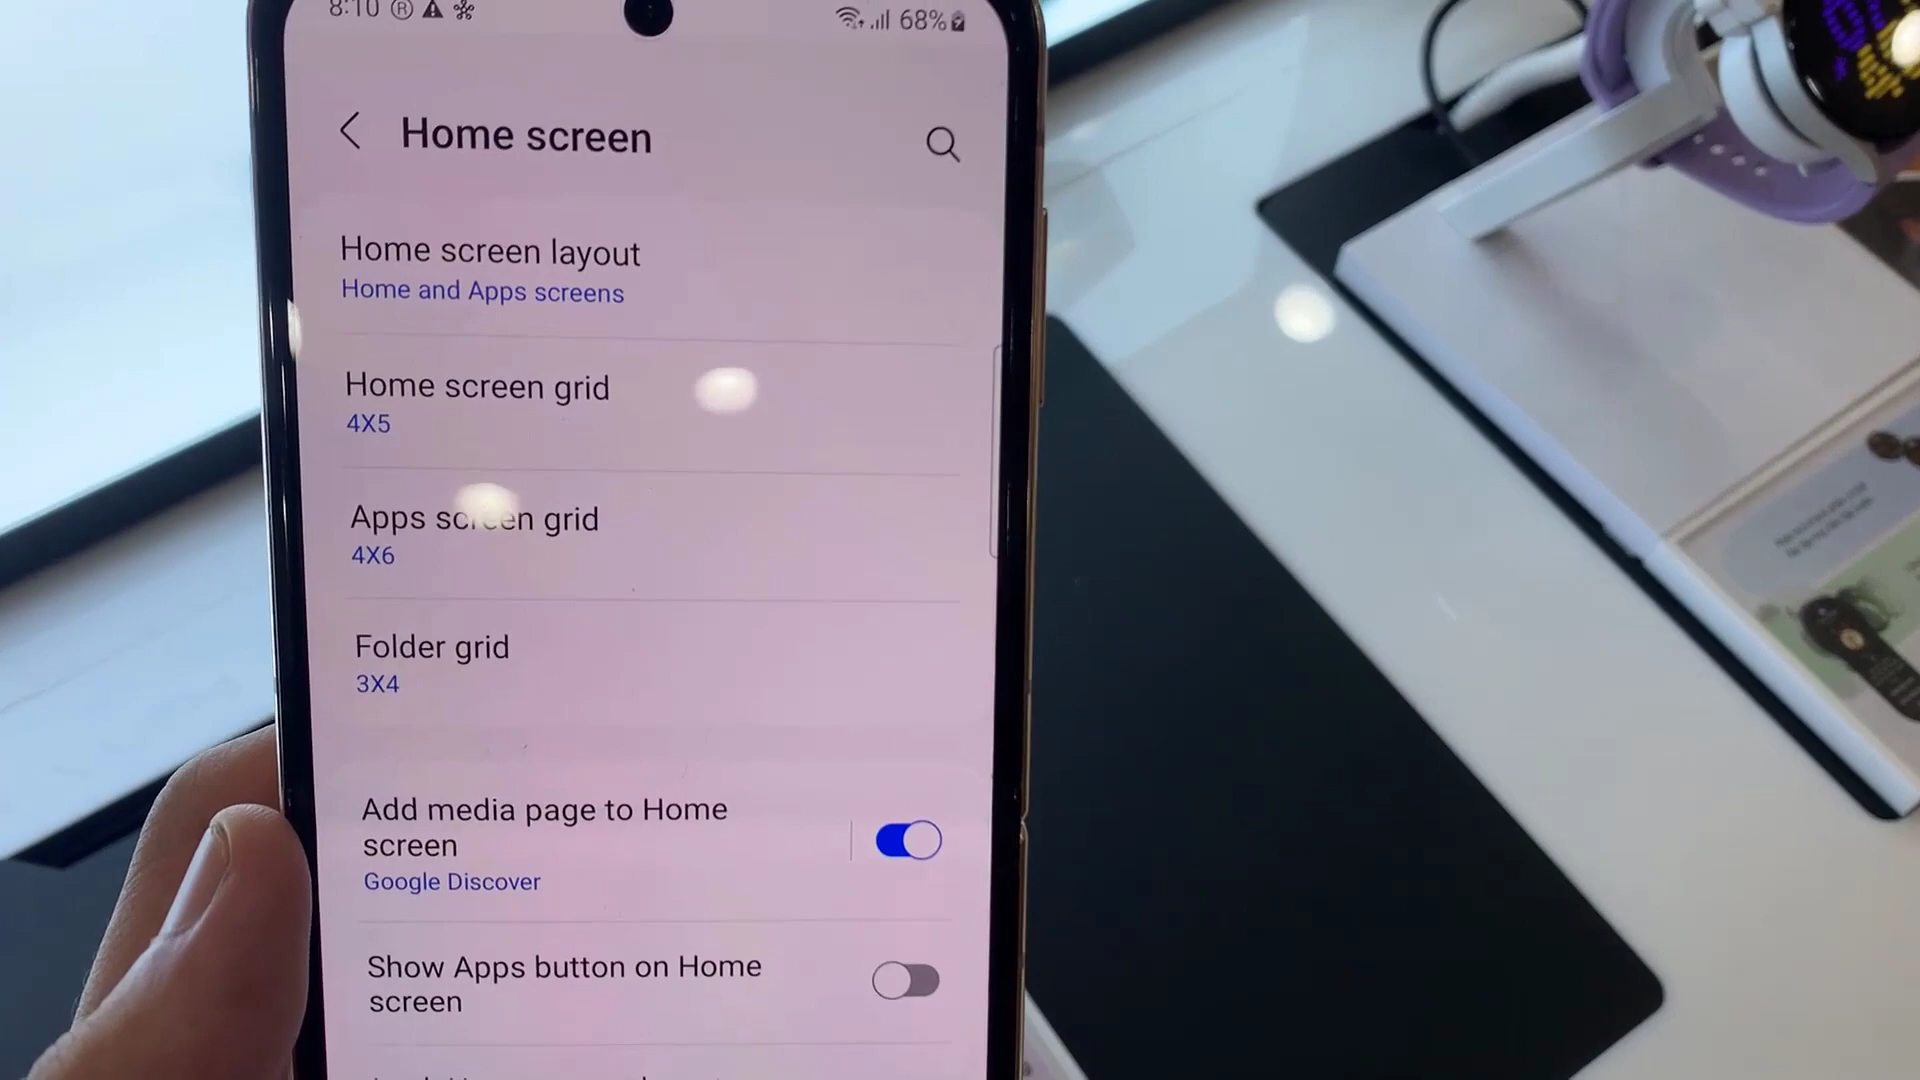 8:10 ®
68%
Home screen
Home screen layout
Home and Apps screens
Home screen grid
4X5
Apps screen grid
4X6
Folder grid
3X4
Add media page to Home
screen
Google Discover
Show Apps button on Home
screen